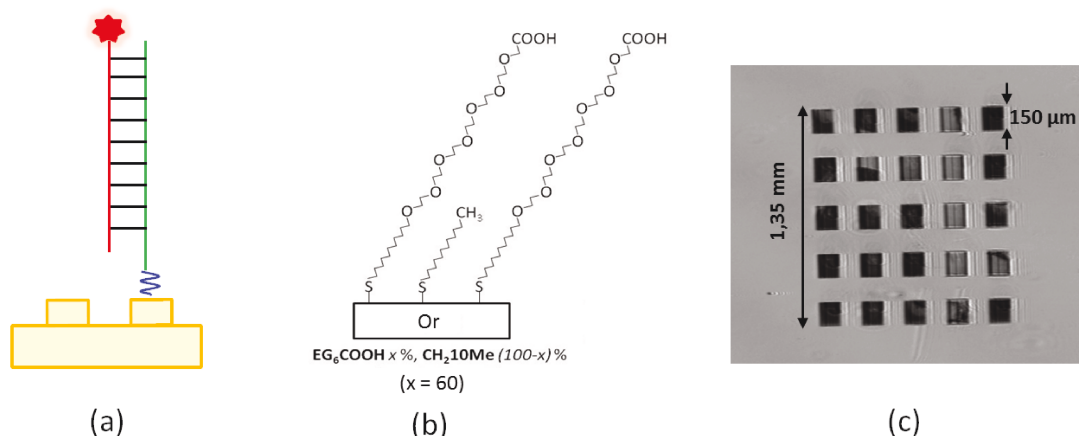 COOH
COOH
O
O
O
O
O
O
O
O
O
O
O
O
CH₃
S
S
S
Or
EG₆COOH x %, CH₂10Me (100-x) %
(x = 60)
150 µm
1,35 mm
(a)
(b)
(c)